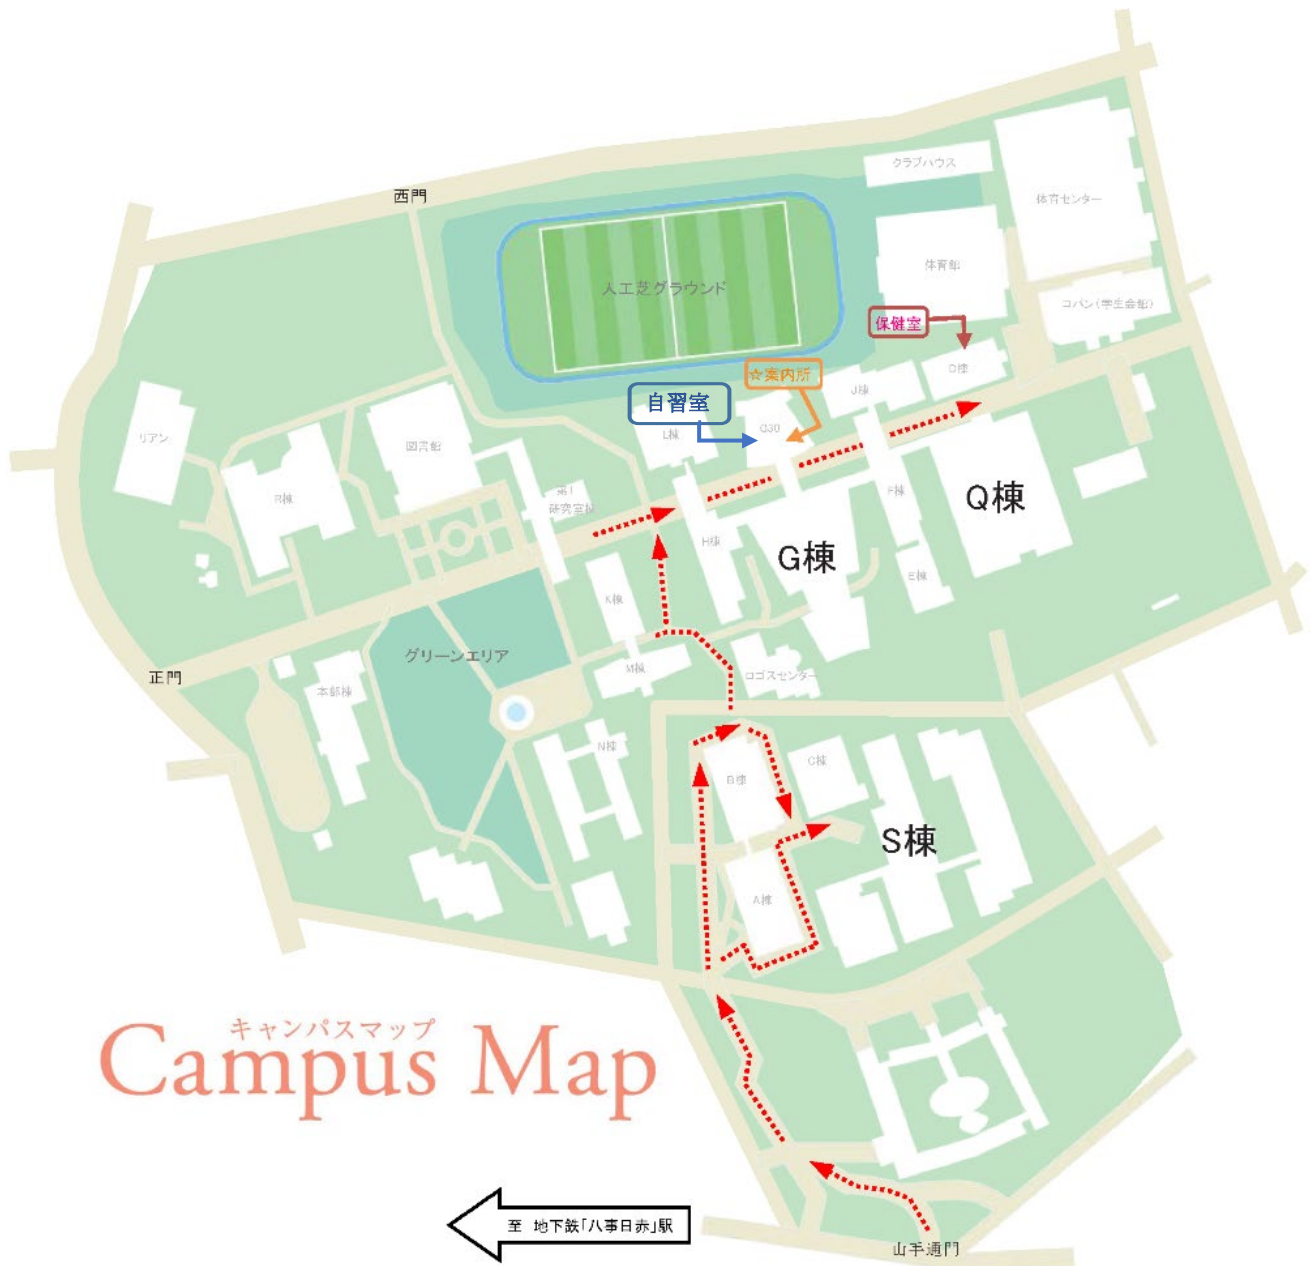 クラブハウス
体育センター
西門
体育館
人工芝グラウンド
コパン(学生会館)
保健室
D棟
☆案内所
J棟
自習室
G30
リアン
L棟
図書館
R棟
第1
研究室棟
F棟
Q棟
H棟
G棟
E棟
K棟
グリーンエリア
M棟
ロゴスセンター
正門
本部棟
N棟
C棟
B棟
S棟
A棟
キャンパスマップ
Campus Map
至 地下鉄「八事日赤」駅
山手通門